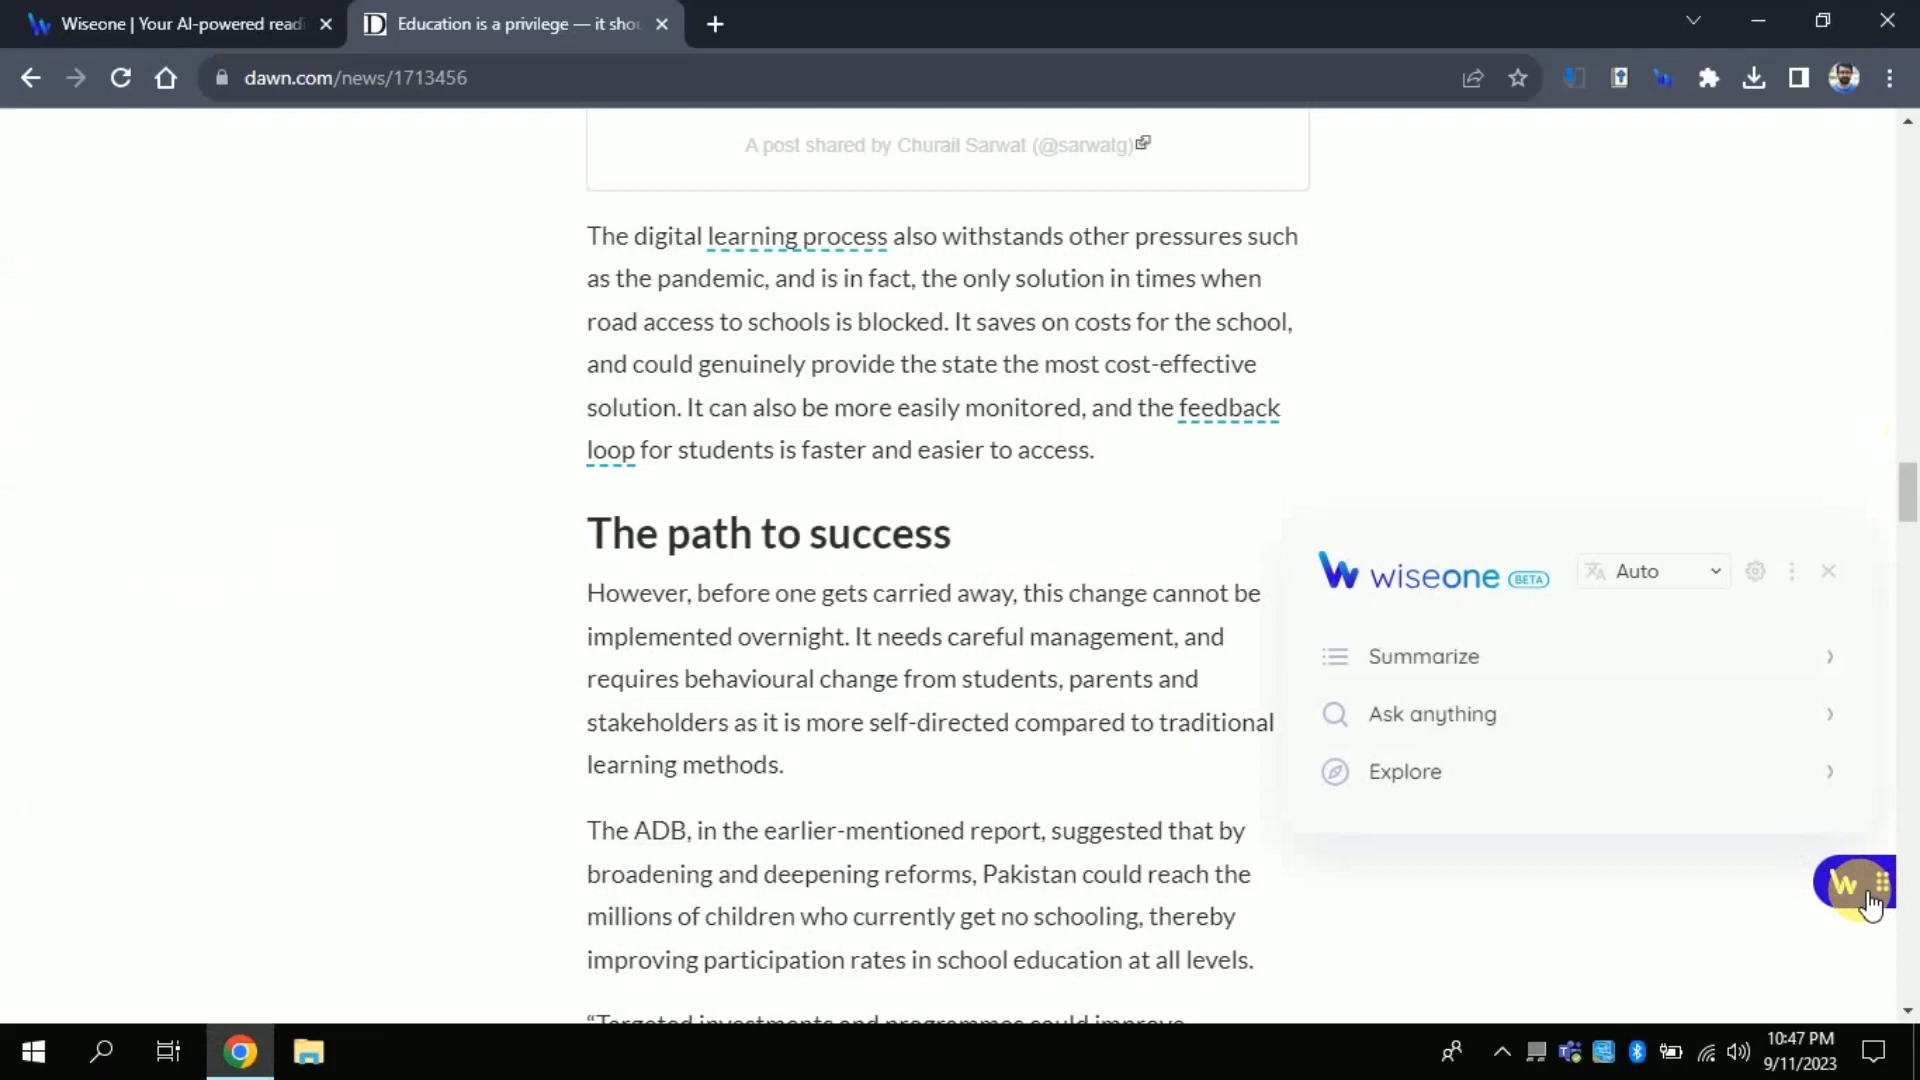 Wiseone | Your AI-powered readi
Education is a privilege — it shou
dawn.com/news/1713456
A post shared by Churail Sarwat (@sarwatg)
The digital learning process also withstands other pressures such
as the pandemic, and is in fact, the only solution in times when
road access to schools is blocked. It saves on costs for the school,
and could genuinely provide the state the most cost-effective
solution. It can also be more easily monitored, and the feedback
loop for students is faster and easier to access.
The path to success
However, before one gets carried away, this change cannot be
implemented overnight. It needs careful management, and
requires behavioural change from students, parents and
stakeholders as it is more self-directed compared to traditional
learning methods.
The ADB, in the earlier-mentioned report, suggested that by
broadening and deepening reforms, Pakistan could reach the
millions of children who currently get no schooling, thereby
improving participation rates in school education at all levels.
“Targeted investments and programmes could improve
wiseone BETA
Auto
Summarize
Ask anything
Explore
10:47 PM
9/11/2023